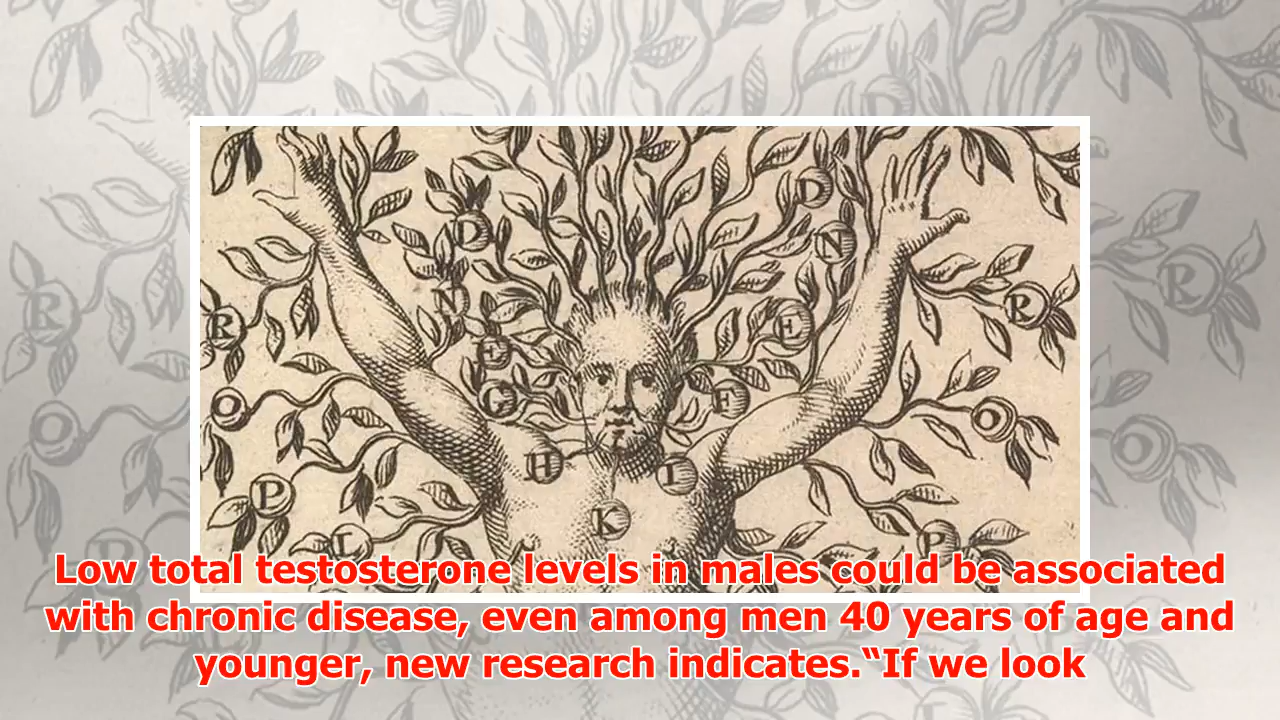 D
D
N
N
R
E
R
R
R
E
G
F
O
O
O
O
H
I
P
K
L
P
Low total testosterone levels in males could be associated
with chronic disease, even among men 40 years of age and
younger, new research indicates.“If we look